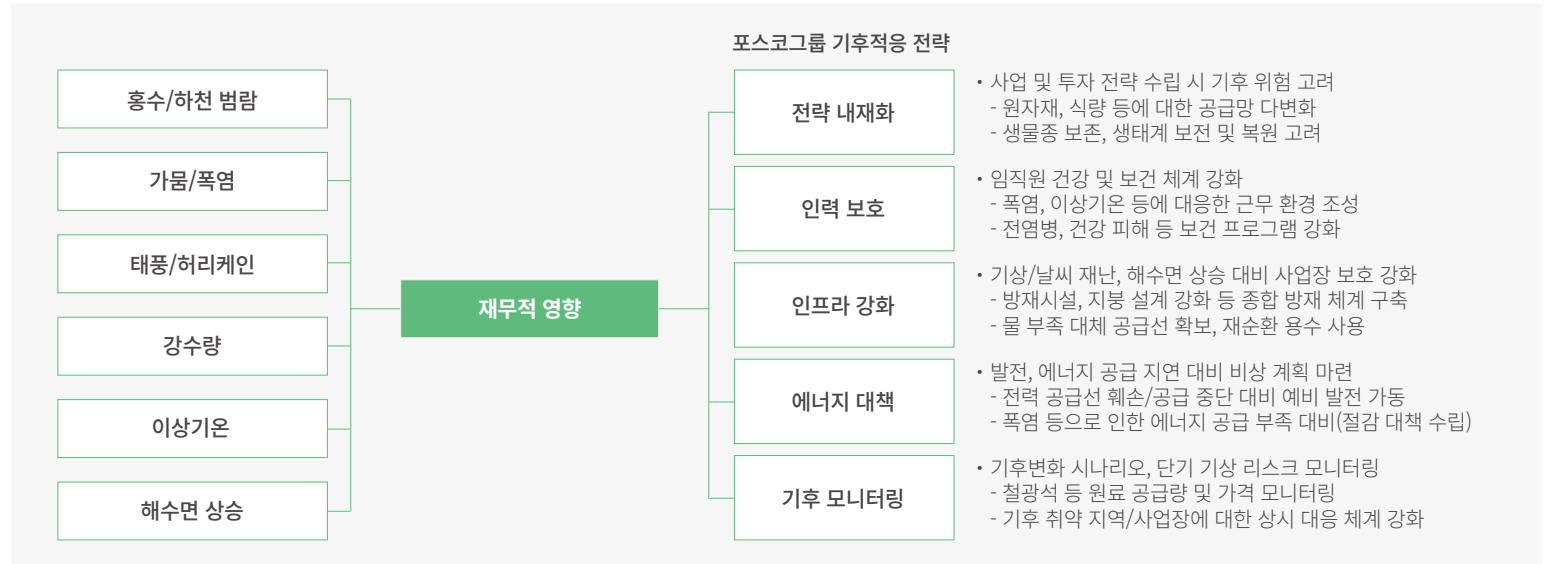 홍수/하천 범람
가뭄/폭염
태풍/허리케인
강수량
이상기온
해수면 상승
재무적 영향
포스코그룹 기후적응 전략
전략 내재화
• 사업 및 투자 전략 수립 시 기후 위험 고려
- 원자재, 식량 등에 대한 공급망 다변화
- 생물종 보존, 생태계 보전 및 복원 고려
인력 보호
• 임직원 건강 및 보건 체계 강화
- 폭염, 이상기온 등에 대응한 근무 환경 조성
- 전염병, 건강 피해 등 보건 프로그램 강화
인프라 강화
• 기상/날씨 재난, 해수면 상승 대비 사업장 보호 강화
- 방재시설, 지붕 설계 강화 등 종합 방재 체계 구축
- 물 부족 대체 공급선 확보, 재순환 용수 사용
에너지 대책
• 발전, 에너지 공급 지연 대비 비상 계획 마련
- 전력 공급선 훼손/공급 중단 대비 예비 발전 가동
- 폭염 등으로 인한 에너지 공급 부족 대비(절감 대책 수립)
기후 모니터링
• 기후변화 시나리오, 단기 기상 리스크 모니터링
- 철광석 등 원료 공급량 및 가격 모니터링
- 기후 취약 지역/사업장에 대한 상시 대응 체계 강화